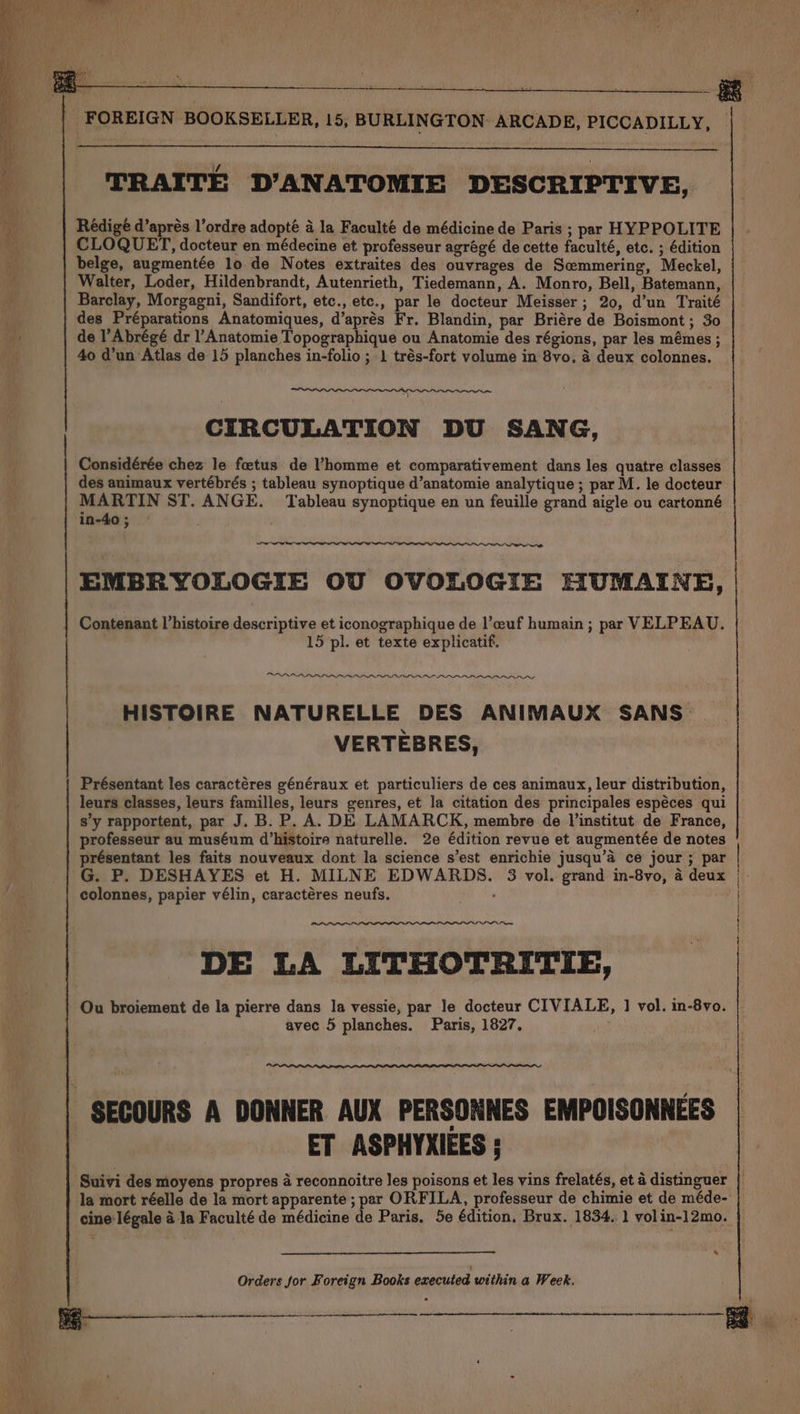 FOREIGN BOOKSELLER, 15, BURLINGTON ARCADE, PICCADILLY,
TRAITÉ D'ANATOMIE DESCRIPTIVE,
Rédigé d'après l'ordre adopté à la Faculté de médicine de Paris ; par HYPPOLITE
CLOQUET, docteur en médecine et professeur agrégé de cette faculté, etc. ; édition
belge, augmentée 1o de Notes extraites des ouvrages de Sœmmering, Meckel,
Walter, Loder, Hildenbrandt, Autenrieth, Tiedemann, A. Monro, Bell, Batemann,
Barclay, Morgagni, Sandifort, etc., etc., par le docteur Meisser ; 2o, d'un Traité
des Préparations Anatomiques, d'après Fr. Blandin, par Brière de Boismont ; 3o
de l'Abrégé dr l'Anatomie Topographique ou Anatomie des régions, par les mêmes ;
4o d'un Atlas de 15 planches in-folio ; 1 très-fort volume in 8vo. à deux colonnes.
CIRCULATION DU SANG,
Considérée chez le fœtus de l'homme et comparativement dans les quatre classes
des animaux vertébrés ; tableau synoptique d'anatomie analytique ; par M. le docteur
MARTIN ST. ANGE. Tableau synoptique en un feuille grand aigle ou cartonné
in-4o ;
EMBRYOLOGIE OU OVOLOGIE HUMAINE,
Contenant l'histoire descriptive et iconographique de l'œuf humain ; par VELPEAU.
15 pl. et texte explicatif.
HISTOIRE NATURELLE DES ANIMAUX SANS
VERTÈBRES,
Présentant les caractères généraux et particuliers de ces animaux, leur distribution,
leurs classes, leurs familles, leurs genres, et la citation des principales espèces qui
s'y rapportent, par J. B. P. A. DE LAMARCK, membre de l'institut de France,
professeur au muséum d'histoire naturelle. 2e édition revue et augmentée de notes
présentant les faits nouveaux dont la science s'est enrichie jusqu'à ce jour ; par
G. P. DESHAYES et H. MILNE EDWARDS. 3 vol. grand in-8vo, à deux
colonnes, papier vélin, caractères neufs.
DE LA LITHOTRITIE,
Ou broiement de la pierre dans la vessie, par le docteur CIVIALE, 1 vol. in-8vo.
avec 5 planches. Paris, 1827.
SECOURS A DONNER AUX PERSONNES EMPOISONNÉES
ET ASPHYXIÉES ;
Suivi des moyens propres à reconnoitre les poisons et les vins frelatés, et à distinguer
la mort réelle de la mort apparente ; par ORFILA, professeur de chimie et de méde-
cine légale à la Faculté de médicine de Paris. 5e édition. Brux. 1834. 1 vol in-12mo.
Orders for Foreign Books executed within a Week.